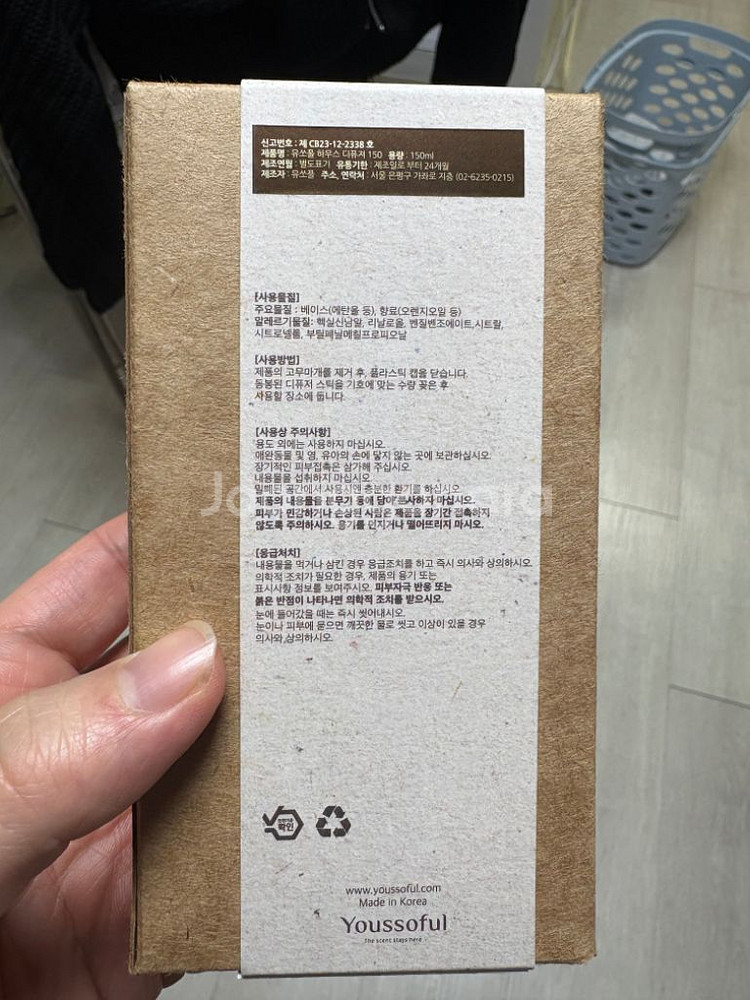 신고번호 : 제 CB23-12-2338 호
제품명 : 유쏘풀 하우스 디퓨저 150 용량 : 150ml
제조연월 : 별도표기 유통기한 : 제조일로 부터 24개월
제조자 : 유쏘풀 주소, 연락처 : 서울 은평구 가좌로 지층 (02-6235-0215)
[사용물질]
주요물질 : 베이스(에탄올 등), 향료(오렌지오일 등)
알레르기물질: 헥실신남알, 리날로올, 벤질벤조에이트,시트랄,
시트로넬롤, 부틸페닐메틸프로피오날
[사용방법]
제품의 고무마개를 제거 후, 플라스틱 캡을 닫습니다.
동봉된 디퓨저 스틱을 기호에 맞는 수량 꽂은 후
사용할 장소에 둡니다.
[사용상 주의사항]
용도 외에는 사용하지 마십시오.
애완동물 및 영, 유아의 손에 닿지 않는 곳에 보관하십시오.
장기적인 피부접촉은 삼가해 주십시오.
내용물을 섭취하지 마십시오.
밀폐된 공간에서 사용시엔 충분한 환기를 하십시오.
제품의 내용물을 분무기 등에 담아 분사하지 마십시오.
피부가 민감하거나 손상된 사람은 제품을 장기간 접촉하지
않도록 주의하시오. 용기를 던지거나 떨어뜨리지 마시오.
[응급처치]
내용물을 먹거나 삼킨 경우 응급조치를 하고 즉시 의사와 상의하시오.
의학적 조치가 필요한 경우, 제품의 용기 또는
표시사항 정보를 보여주시오. 피부자극 반응 또는
붉은 반점이 나타나면 의학적 조치를 받으시오.
눈에 들어갔을 때는 즉시 씻어내시오.
눈이나 피부에 묻으면 깨끗한 물로 씻고 이상이 있을 경우
의사와 상의하시오.
확인
www.youssoful.com
Made in Korea
Youssoful
The scent stays here